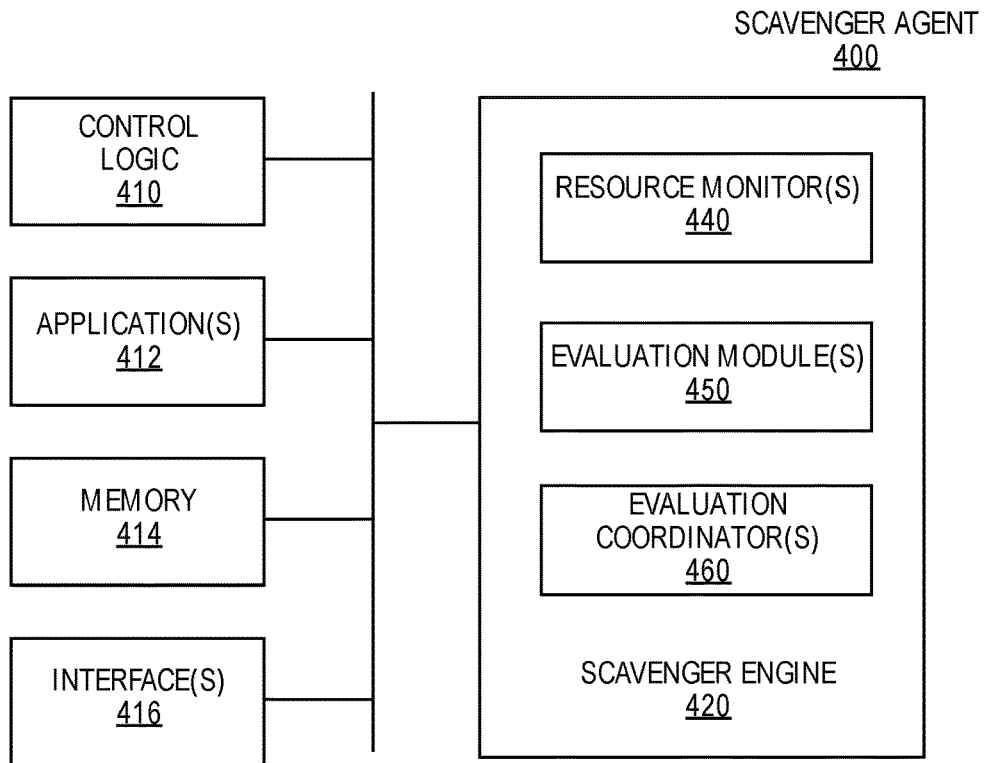 SCAVENGER AGENT
400
CONTROL
LOGIC
410
APPLICATION(S)
412
MEMORY
414
INTERFACE(S)
416
RESOURCE MONITOR(S)
440
EVALUATION MODULE(S)
450
EVALUATION
COORDINATOR(S)
460
SCAVENGER ENGINE
420